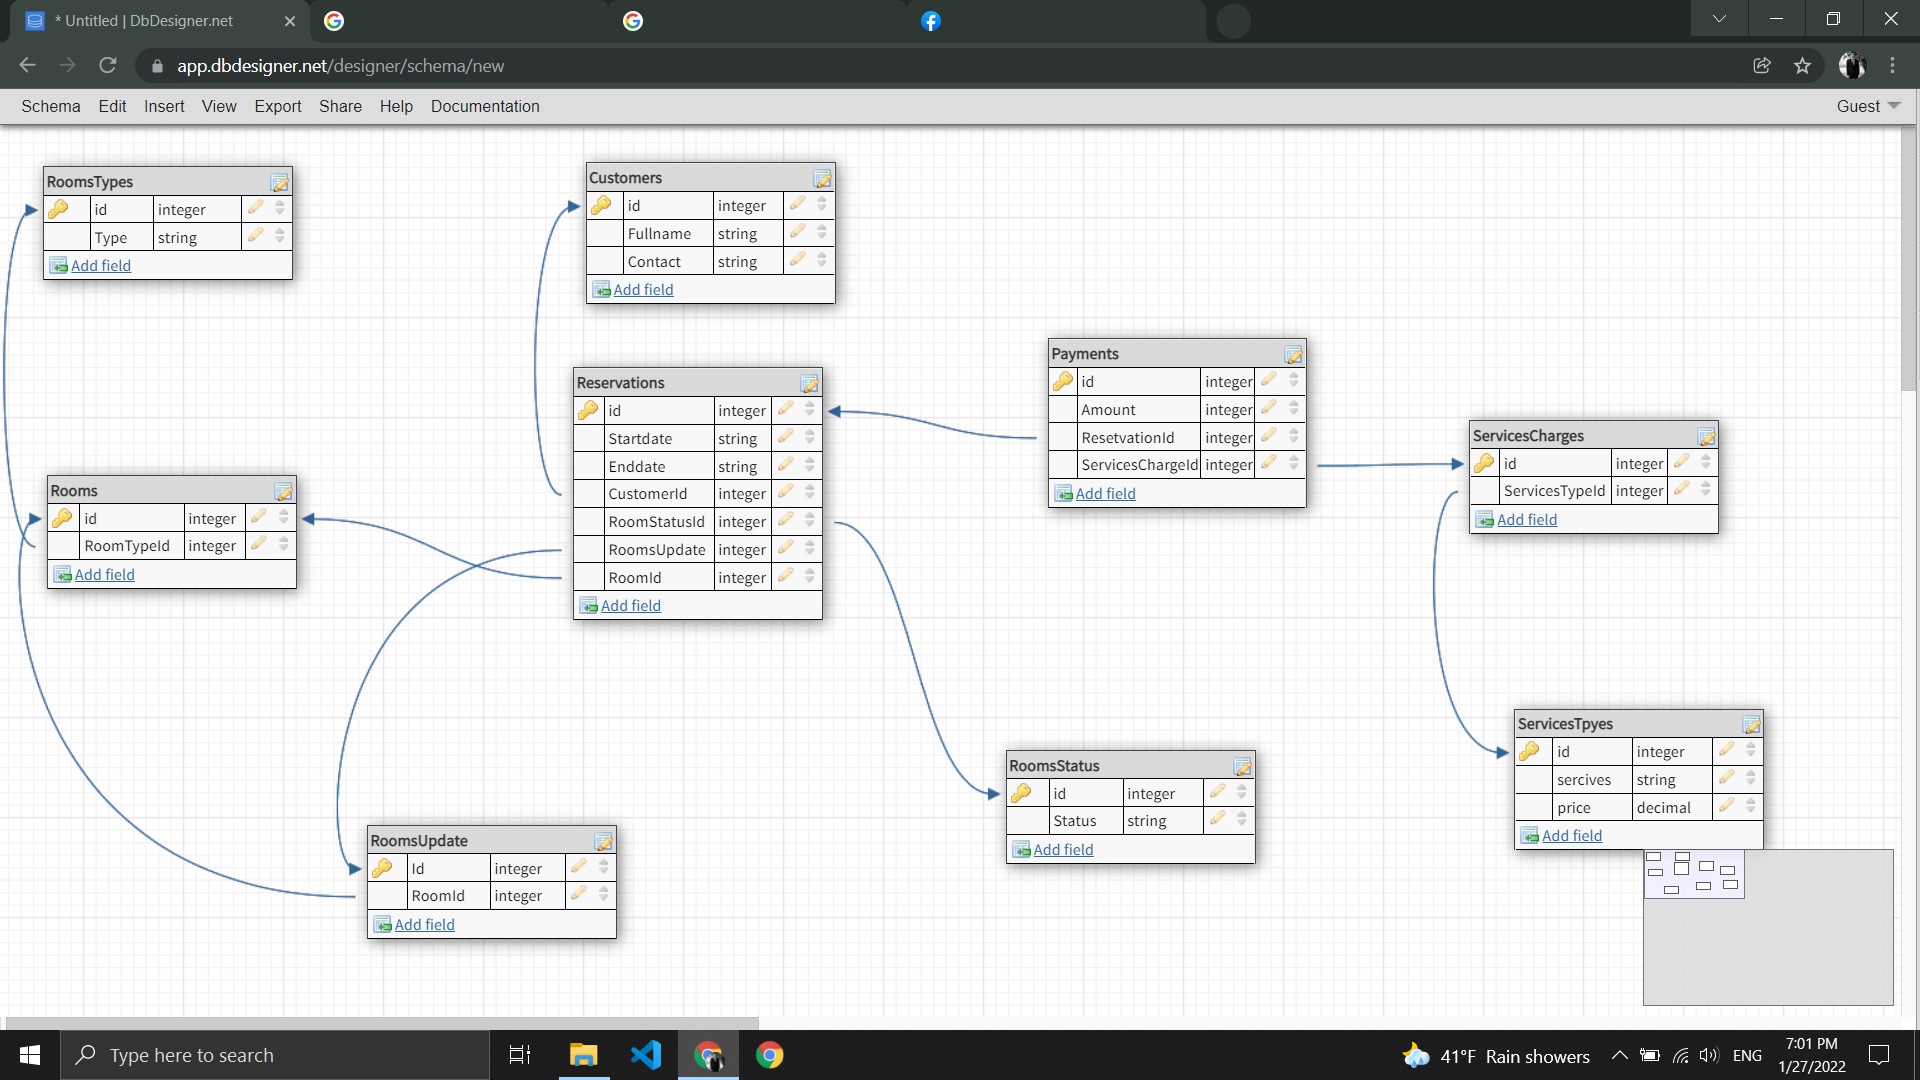 * Untitled | DbDesigner.net
app.dbdesigner.net/designer/schema/new
Schema Edit Insert View Export Share Help Documentation
Guest
RoomsTypes
id integer
Type string
Add field
Customers
id integer
Fullname string
Contact string
Add field
Payments
id integer
Amount integer
ResetvationId integer
ServicesChargeId integer
Add field
Reservations
id integer
Startdate string
Enddate string
CustomerId integer
RoomStatusId integer
RoomsUpdate integer
RoomId integer
Add field
ServicesCharges
id integer
ServicesTypeId integer
Add field
Rooms
id integer
RoomTypeId integer
Add field
ServicesTpyes
id integer
sercives string
price decimal
Add field
RoomsStatus
id integer
Status string
Add field
RoomsUpdate
Id integer
RoomId integer
Add field
Type here to search
41°F Rain showers
ENG
7:01 PM
1/27/2022